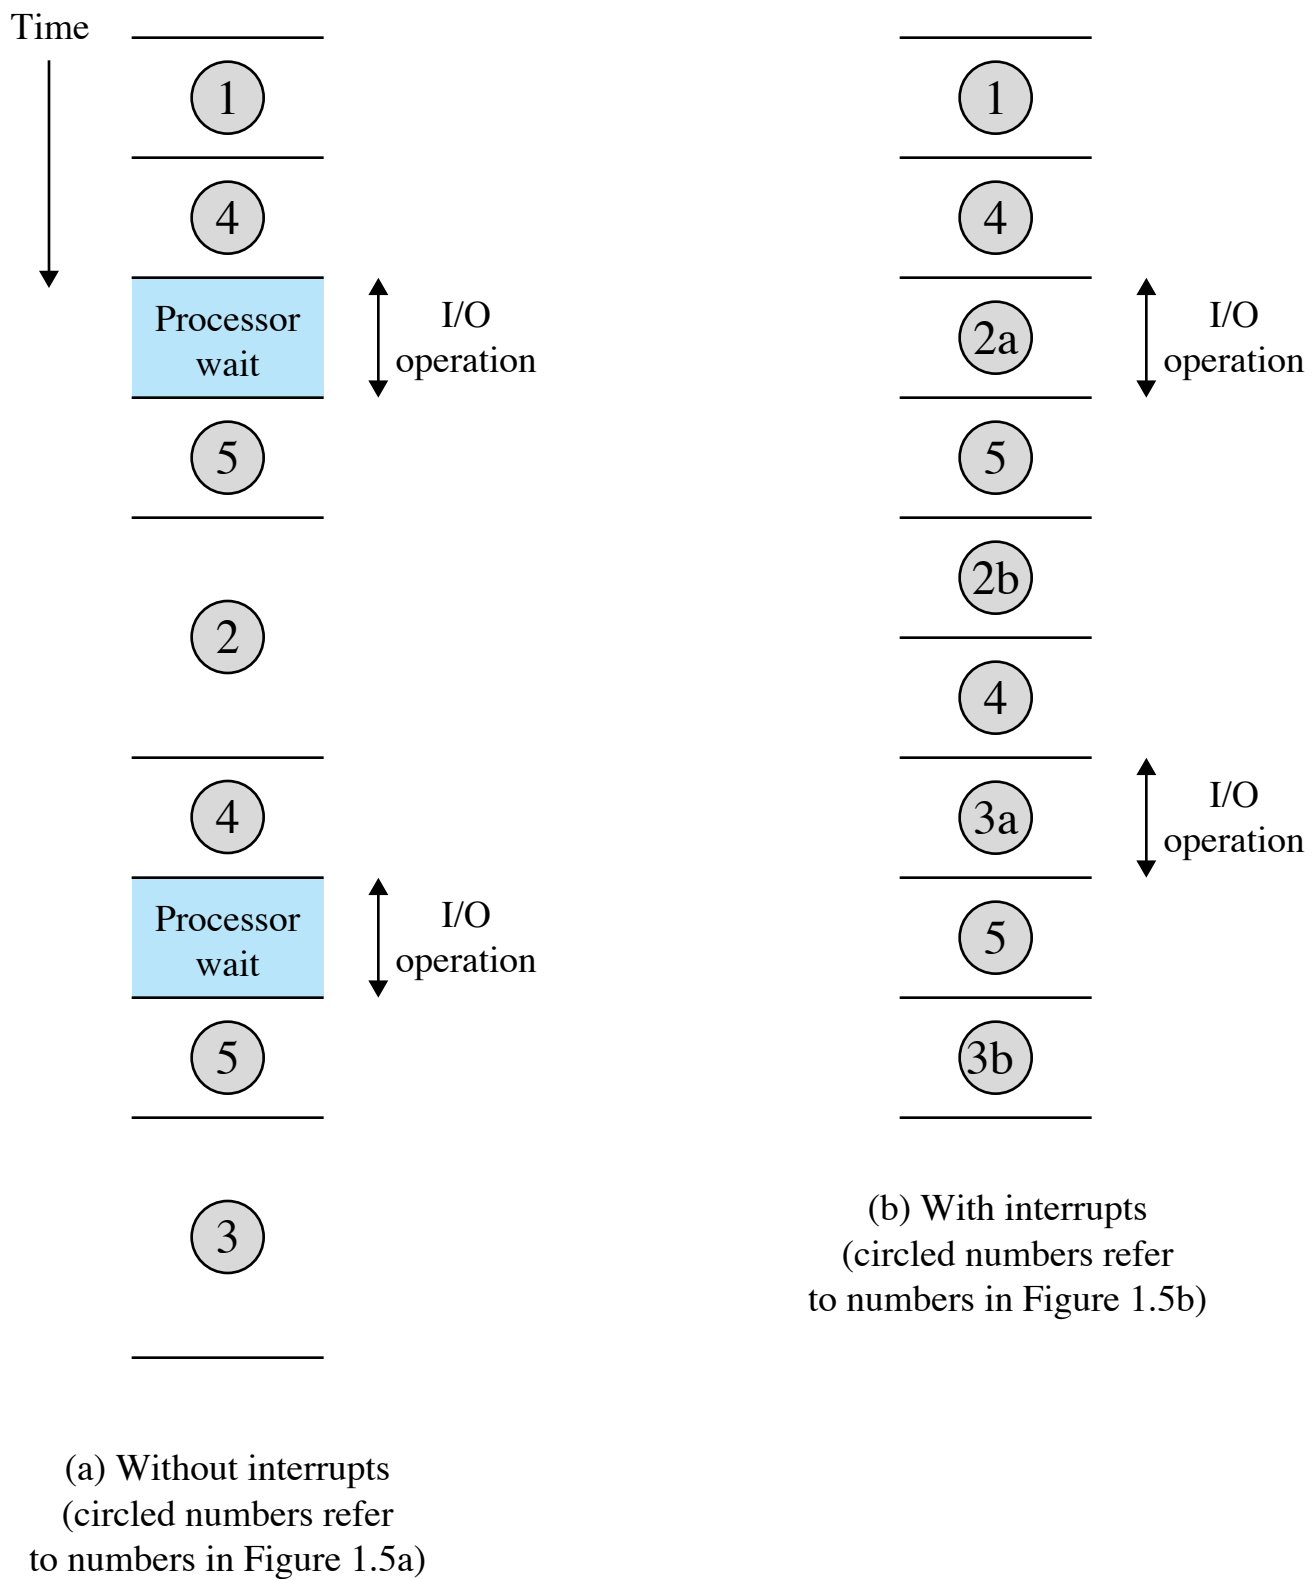 Time
1
4
Processor
wait
I/O
operation
5
2
4
Processor
wait
I/O
operation
5
3
(a) Without interrupts
(circled numbers refer
to numbers in Figure 1.5a)
1
4
2a
I/O
operation
5
2b
4
3a
I/O
operation
5
3b
(b) With interrupts
(circled numbers refer
to numbers in Figure 1.5b)